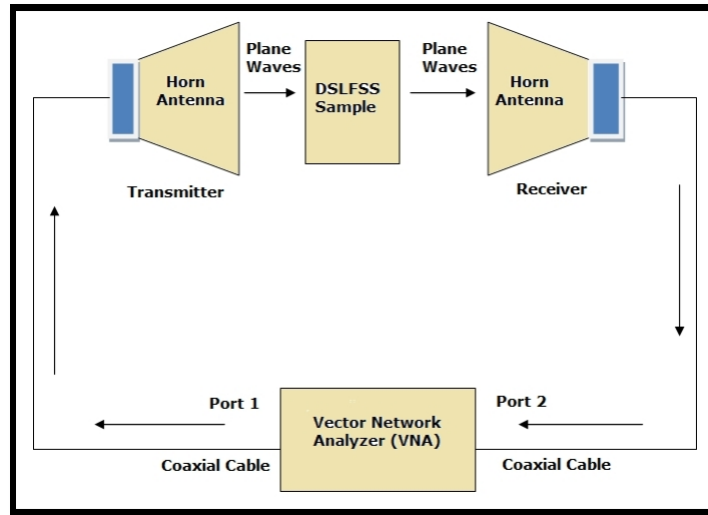 Plane
Waves
Plane
Waves
Horn
Antenna
DSLFSS
Sample
Horn
Antenna
Transmitter
Receiver
Port 1
Port 2
Vector Network
Analyzer (VNA)
Coaxial Cable
Coaxial Cable